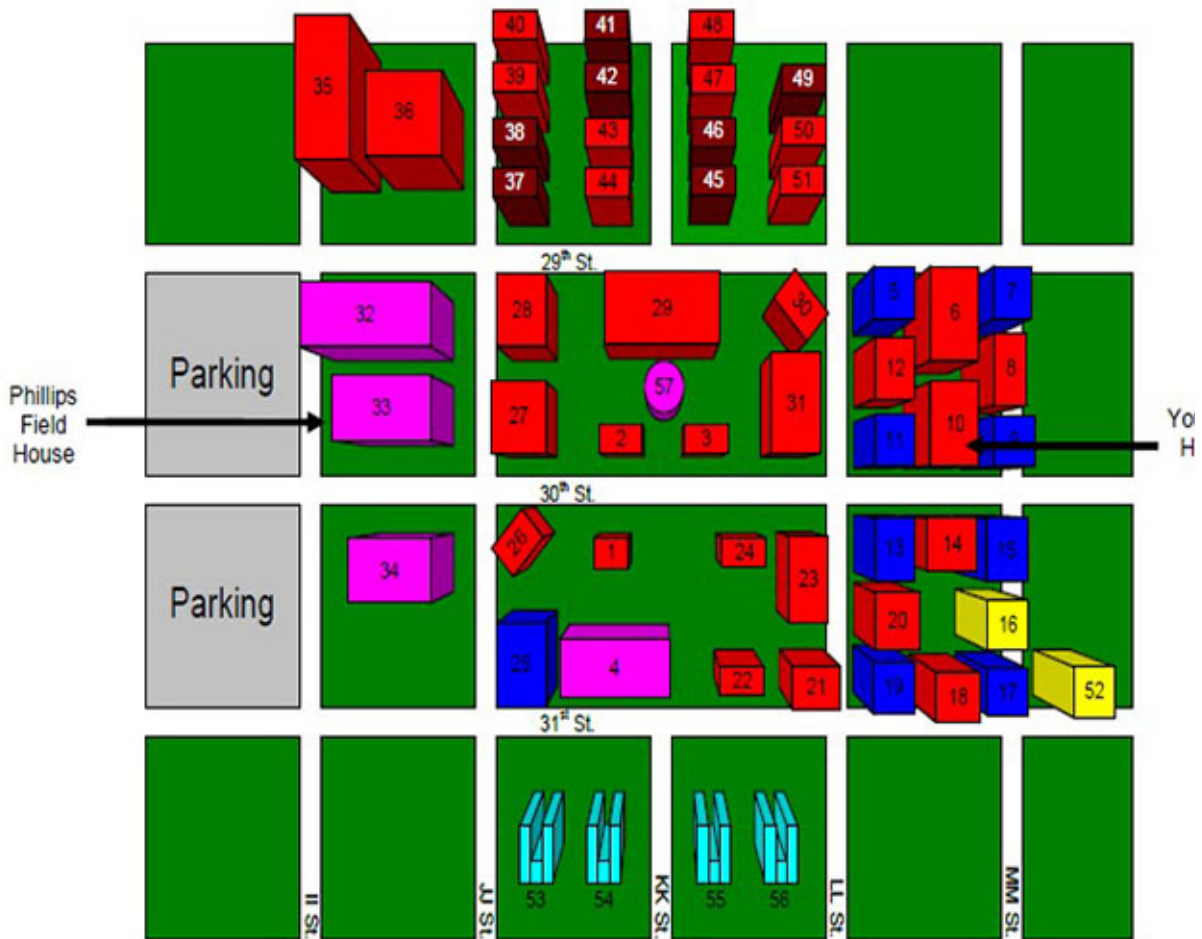 40 41 48
35 36 39 42 47 49
38 43 46 50
37 44 45 51
29th St.
32 28 29 30 5 6 7
Parking
12 8
Phillips
Field
House
33 57 31
27 2 3 11 10 9
You
H
30th St.
26 1 24 13 14 15
Parking
34 23
20 16
25 4 22 21 19 18 17 52
31st St.
53 54 55 56
II St.
JJ St.
KK St.
LL St.
MM St.